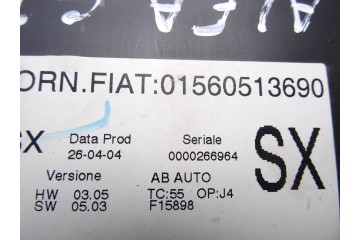 ORN.FIAT:01560513690
SX Data Prod Seriale SX
26-04-04 0000266964
Versione AB AUTO
HW 03.05 TC:55 OP:J4
SW 05.03 F15898